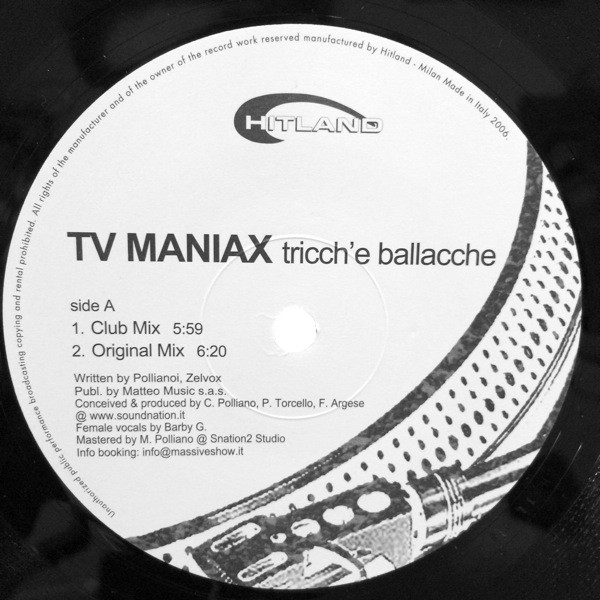 Unauthorized public performance broadcasting copying and rental prohibited. All rights of the manufacturer and of the owner of the record work reserved manufactured by Hitland - Milan Made in Italy 2006.
HITLAND
TV MANIAX tricch'e ballacche
side A
1. Club Mix 5:59
2. Original Mix 6:20
Written by Pollianoi, Zelvox
Publ. by Matteo Music s.a.s.
Conceived & produced by C. Polliano, P. Torcello, F. Argese
@ www.soundnation.it
Female vocals by Barby G.
Mastered by M. Polliano @ Snation2 Studio
Info booking: info@massiveshow.it